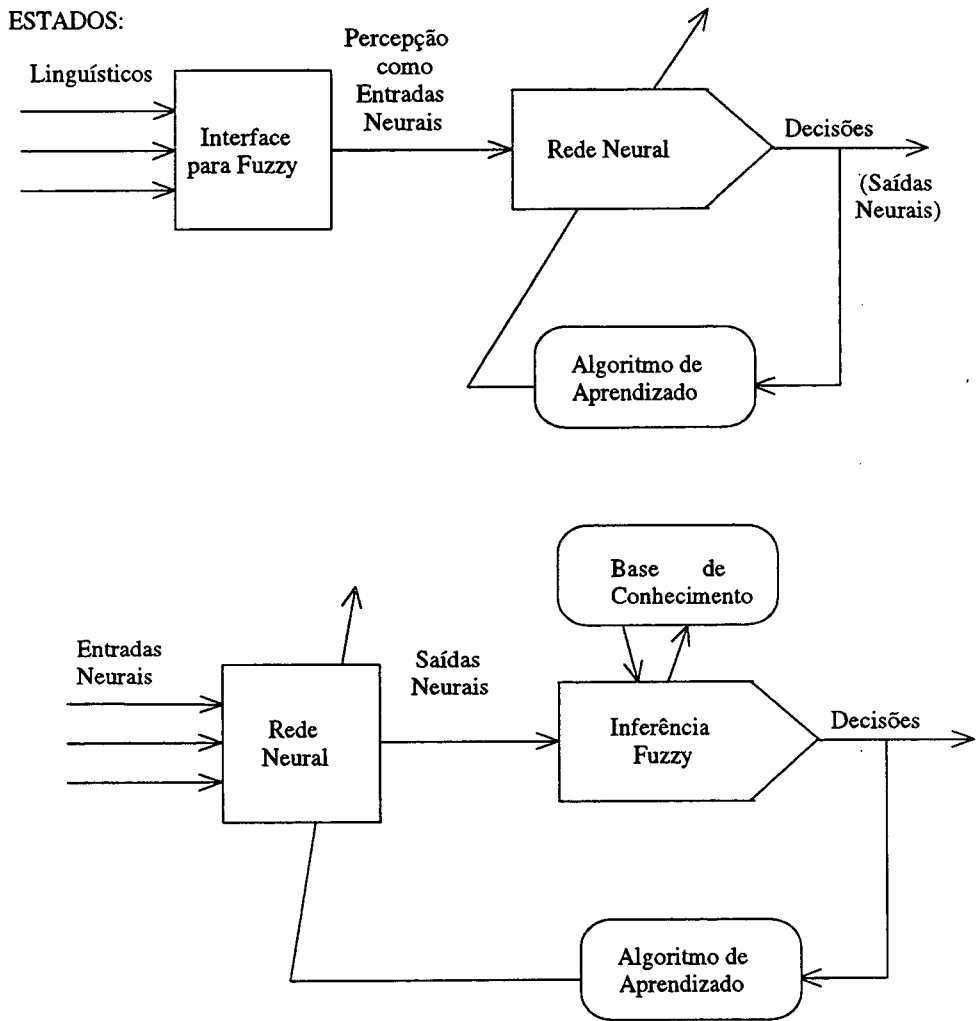 ESTADOS:
Linguísticos
Interface
para Fuzzy
Percepção
como
Entradas
Neurais
Rede Neural
Decisões
(Saídas
Neurais)
Algoritmo de
Aprendizado
Base de
Conhecimento
Entradas
Neurais
Rede
Neural
Saídas
Neurais
Inferência
Fuzzy
Decisões
Algoritmo de
Aprendizado